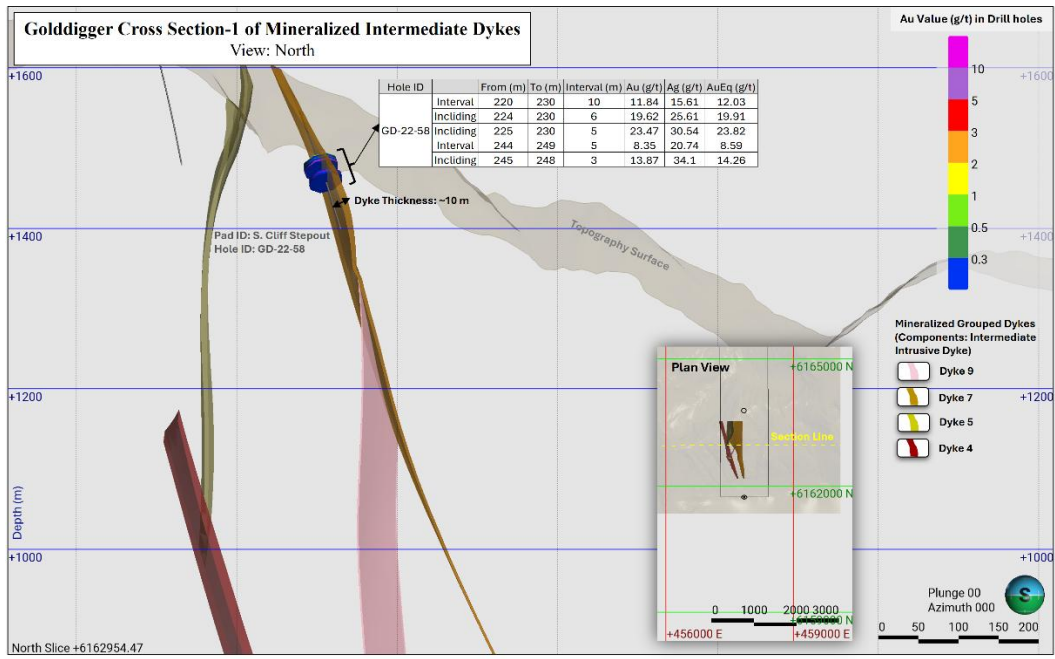 Golddigger Cross Section-1 of Mineralized Intermediate Dykes
View: North
Au Value (g/t) in Drill holes
10
5
3
2
1
0.5
0.3
+1600
+1600
Hole ID From (m) To (m) Interval (m) Au (g/t) Ag (g/t) AuEq (g/t)
GD-22-58
Interval 220 230 10 11.84 15.61 12.03
Incliding 224 230 6 19.62 25.61 19.91
Incliding 225 230 5 23.47 30.54 23.82
Interval 244 249 5 8.35 20.74 8.59
Incliding 245 248 3 13.87 34.1 14.26
Dyke Thickness: ~10 m
Pad ID: S. Cliff Stepout
Hole ID: GD-22-58
Topography Surface
+1400
+1400
Mineralized Grouped Dykes
(Components: Intermediate
Intrusive Dyke)
Dyke 9
Dyke 7
Dyke 5
Dyke 4
+1200
+1200
Plan View
+6165000 N
Section Line
+6162000 N
0 1000 2000 3000
+6159000 N
+456000 E
+459000 E
Depth (m)
+1000
+1000
Plunge 00
Azimuth 000
S
0 50 100 150 200
North Slice +6162954.47